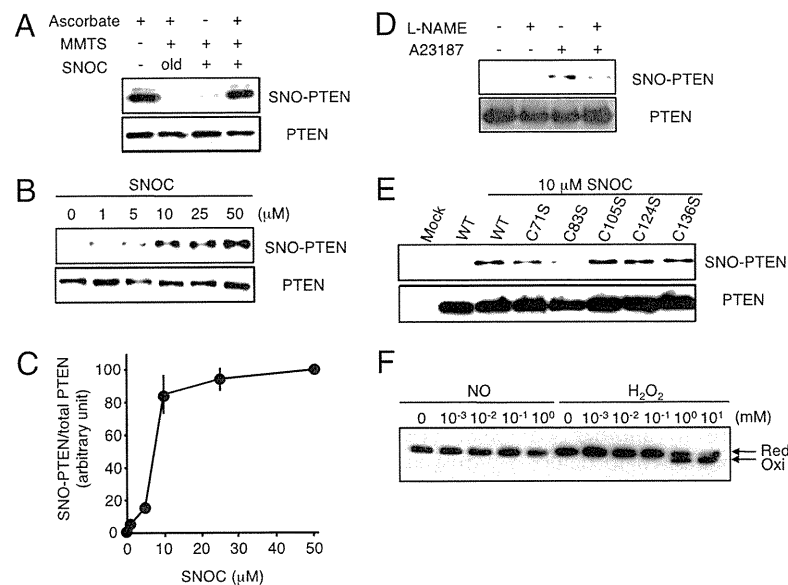 A
Ascorbate + + - +
MMTS - + + +
SNOC - old + +
SNO-PTEN
PTEN
B
SNOC
0 1 5 10 25 50 (μM)
SNO-PTEN
PTEN
C
SNO-PTEN/total PTEN
(arbitrary unit)
100
80
60
40
20
0
0 10 20 30 40 50
SNOC (μM)
D
L-NAME - + - +
A23187 - - + +
SNO-PTEN
PTEN
E
10 μM SNOC
Mock WT WT C71S C83S C105S C124S C136S
SNO-PTEN
PTEN
F
NO H₂O₂
0 10⁻³ 10⁻² 10⁻¹ 10⁰ 0 10⁻³ 10⁻² 10⁻¹ 10⁰ 10¹ (mM)
Red
Oxi